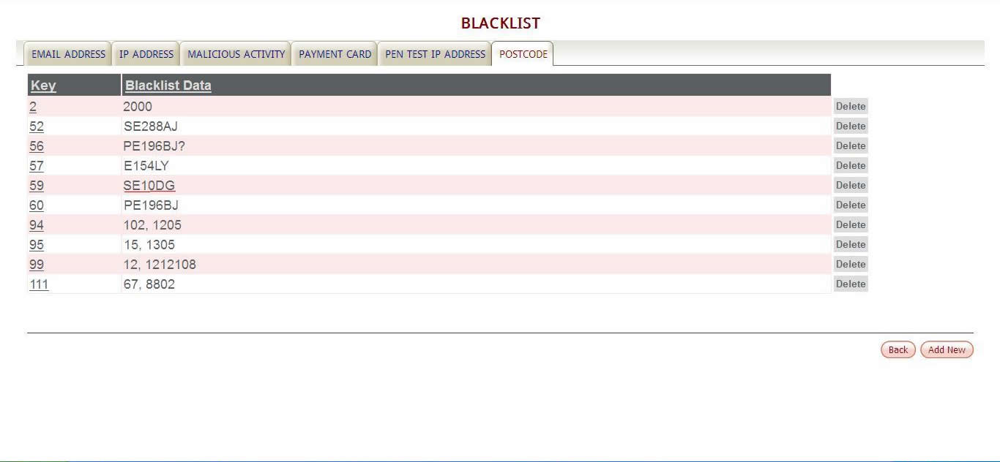 BLACKLIST
EMAIL ADDRESS IP ADDRESS MALICIOUS ACTIVITY PAYMENT CARD PEN TEST IP ADDRESS POSTCODE
Key Blacklist Data
2 2000 Delete
52 SE288AJ Delete
56 PE196BJ? Delete
57 E154LY Delete
59 SE10DG Delete
60 PE196BJ Delete
94 102, 1205 Delete
95 15, 1305 Delete
99 12, 1212108 Delete
111 67, 8802 Delete
Back Add New